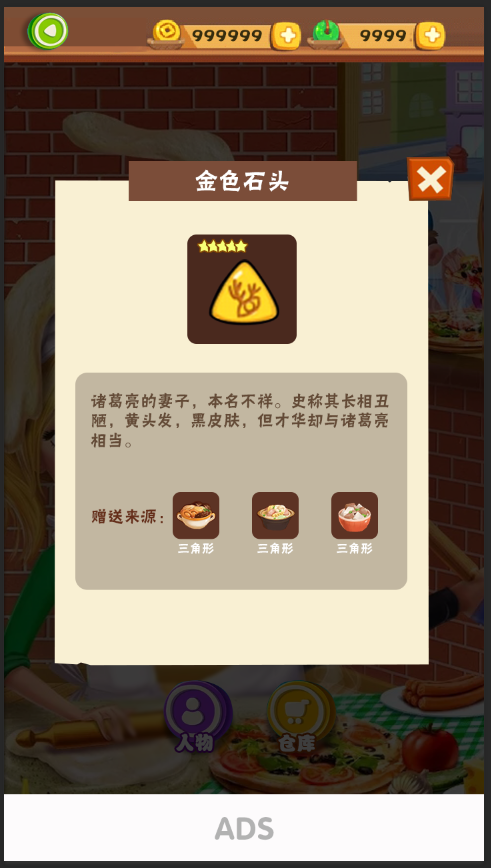 999999
9999
金色石头
诸葛亮的妻子，本名不祥。史称其长相丑
陋，黄头发，黑皮肤，但才华却与诸葛亮
相当。
赠送来源：
三角形 三角形 三角形
人物 仓库
ADS